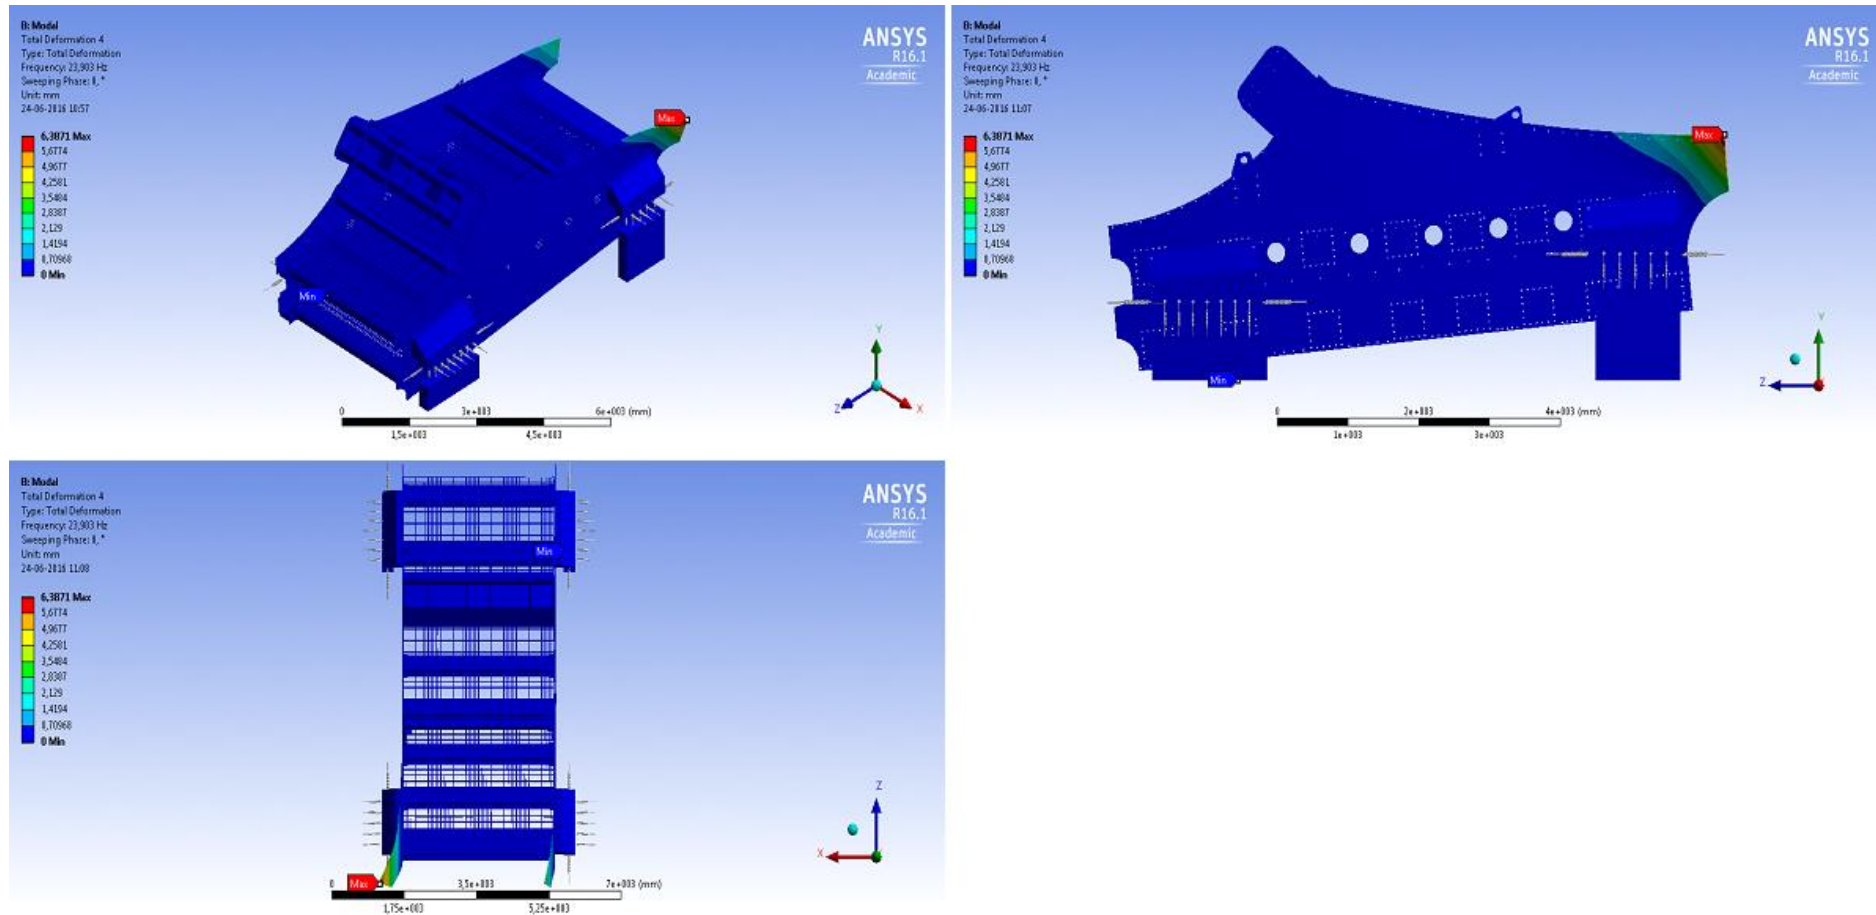 B: Modal
Total Deformation 4
Type: Total Deformation
Frequency: 23,903 Hz
Sweeping Phase: 0, °
Unit: mm
24-06-2016 10:57
6,3871 Max
5,6774
4,9677
4,2581
3,5484
2,8387
2,129
1,4194
0,70968
0 Min
ANSYS
R16.1
Academic
Max
Min
Y
Z
X
0
3e+003
6e+003 (mm)
1,5e+003
4,5e+003
B: Modal
Total Deformation 4
Type: Total Deformation
Frequency: 23,903 Hz
Sweeping Phase: 0, °
Unit: mm
24-06-2016 11:07
6,3871 Max
5,6774
4,9677
4,2581
3,5484
2,8387
2,129
1,4194
0,70968
0 Min
ANSYS
R16.1
Academic
Max
Min
Y
Z
0
2e+003
4e+003 (mm)
1e+003
3e+003
B: Modal
Total Deformation 4
Type: Total Deformation
Frequency: 23,903 Hz
Sweeping Phase: 0, °
Unit: mm
24-06-2016 11:08
6,3871 Max
5,6774
4,9677
4,2581
3,5484
2,8387
2,129
1,4194
0,70968
0 Min
ANSYS
R16.1
Academic
Min
Max
Z
X
0
3,5e+003
7e+003 (mm)
1,75e+003
5,25e+003